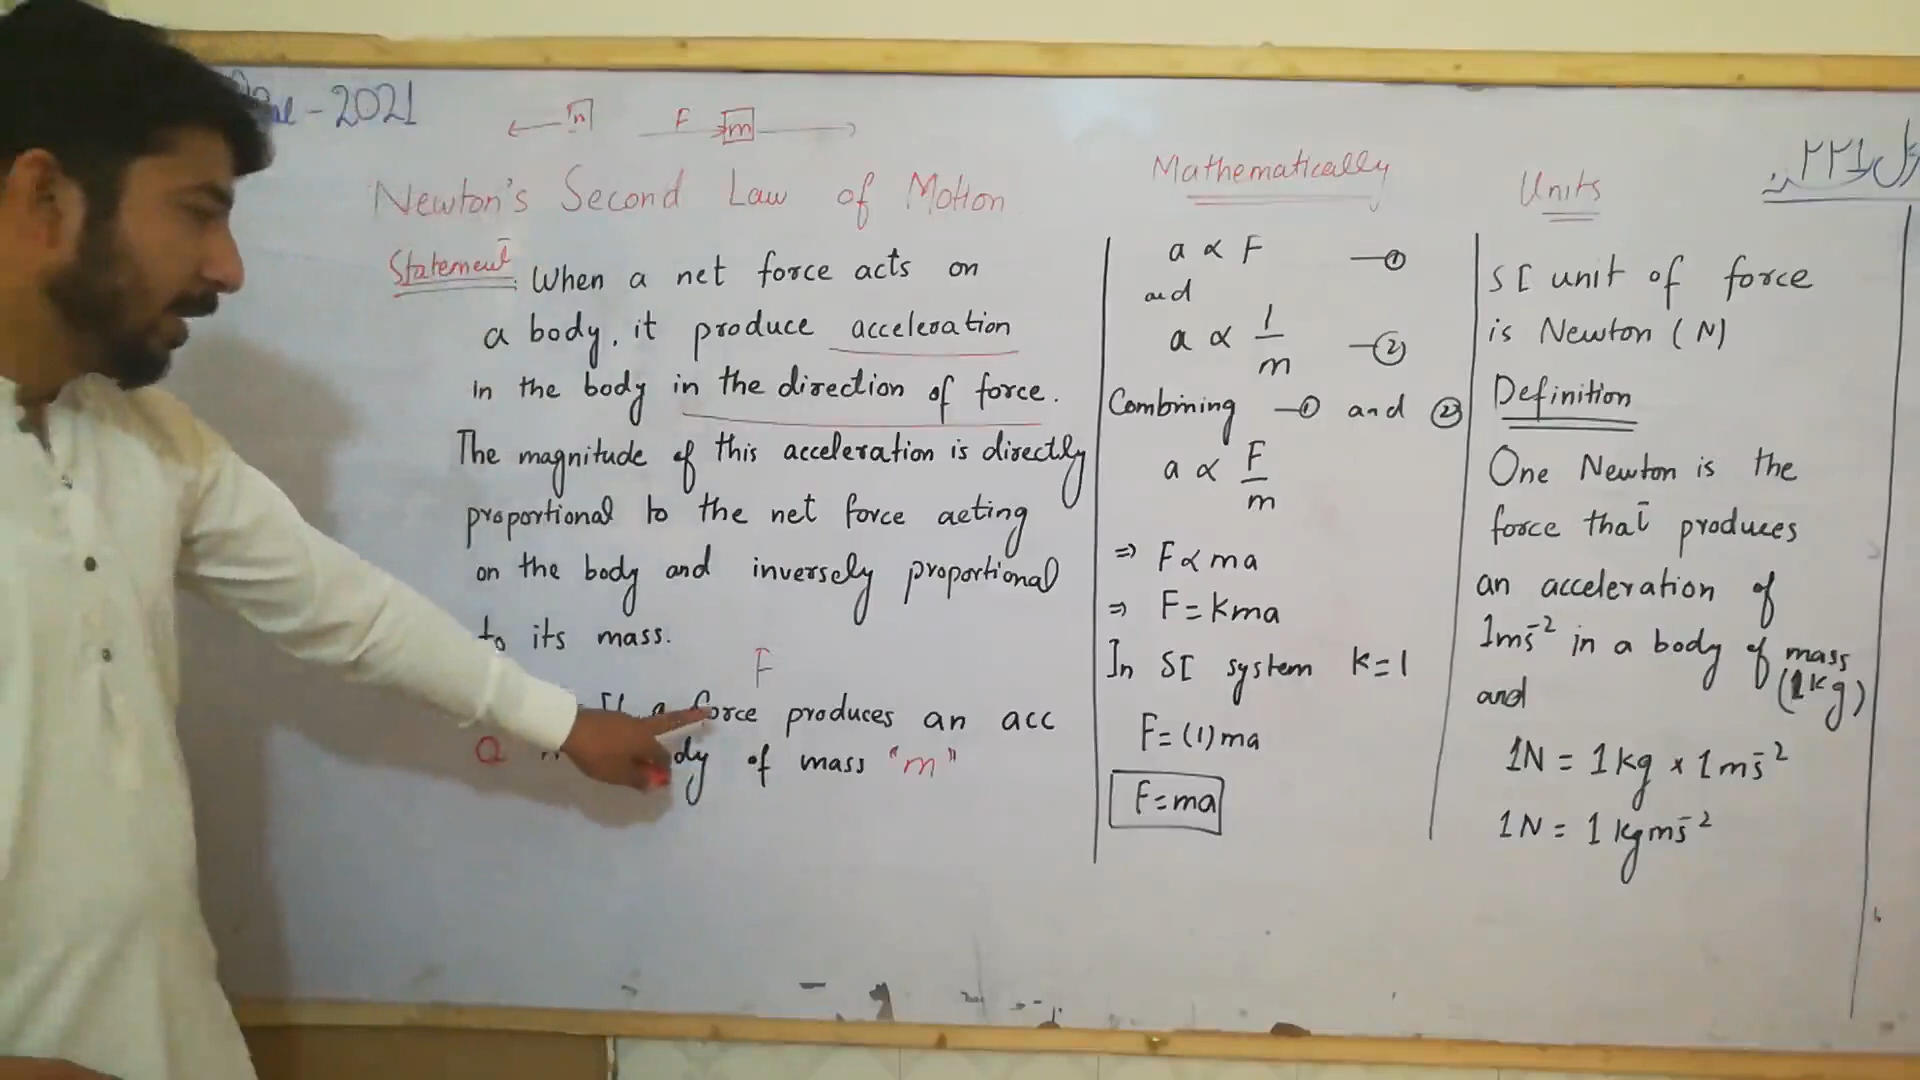 - 2021
m
F
m
Newton's Second Law of Motion
Statement: When a net force acts on
a body, it produce acceleration
in the body in the direction of force.
The magnitude of this acceleration is directly
proportional to the net force acting
on the body and inversely proportional
to its mass.
F
a force produces an acc
a of mass "m"
Mathematically
a ∝ F —①
and
a ∝ 1/m —②
Combining —① and ②
a ∝ F/m
⇒ F ∝ ma
⇒ F = kma
In SI system k=1
F = (1) ma
F = ma
Units
SI unit of force
is Newton (N)
Definition
One Newton is the
force that produces
an acceleration of
1ms⁻² in a body of mass
(1kg)
and
1N = 1kg × 1ms⁻²
1N = 1kgms⁻²